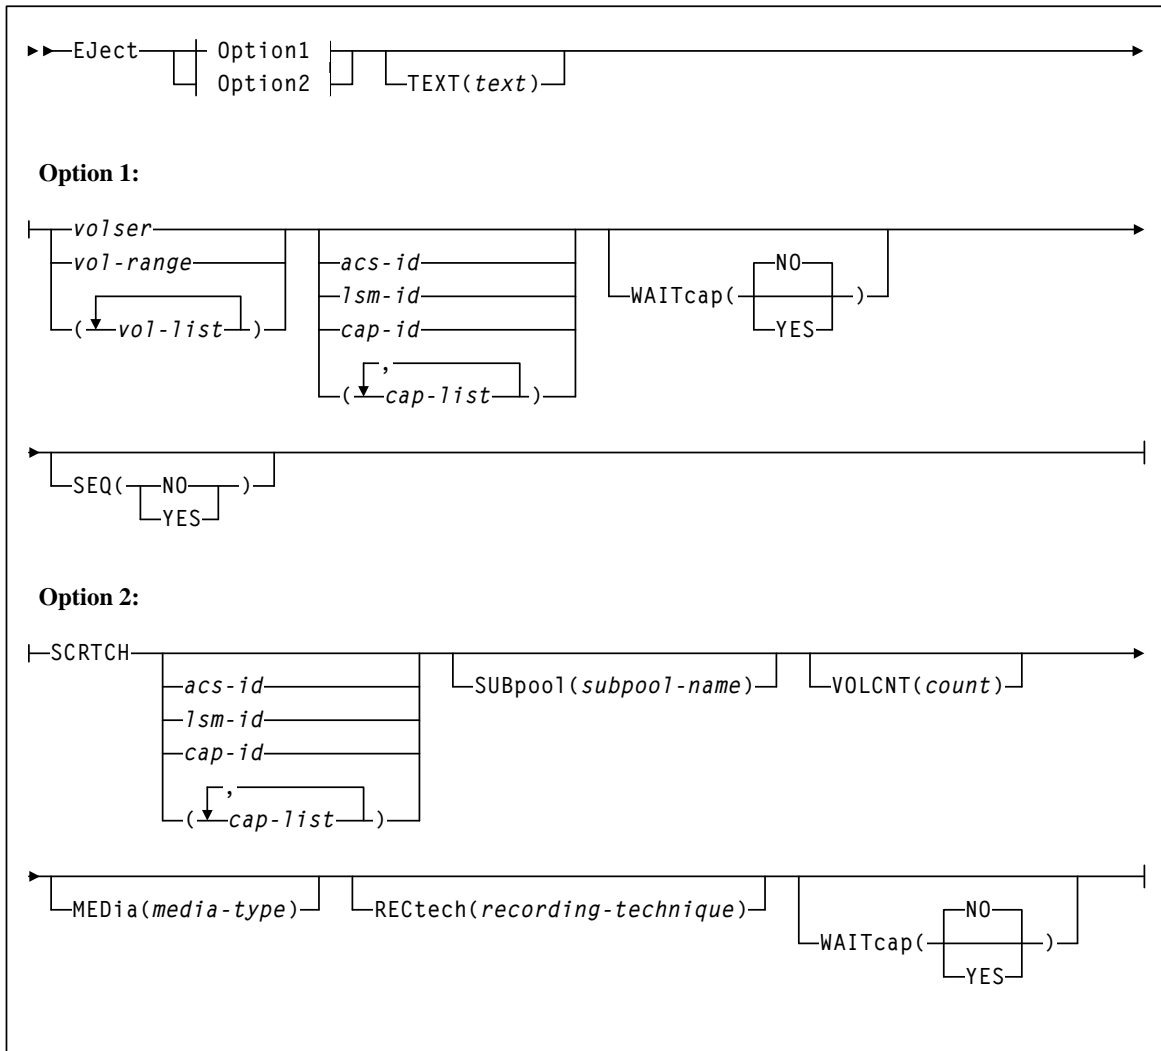 EJect Option1
Option2 TEXT(text)
Option 1:
volser
vol-range
(vol-list)
acs-id
lsm-id
cap-id
,
(cap-list)
WAITcap( NO )
YES
SEQ( NO )
YES
Option 2:
SCRTCH
acs-id
lsm-id
cap-id
,
(cap-list)
SUBpool(subpool-name)
VOLCNT(count)
MEDia(media-type)
RECtech(recording-technique)
WAITcap( NO )
YES